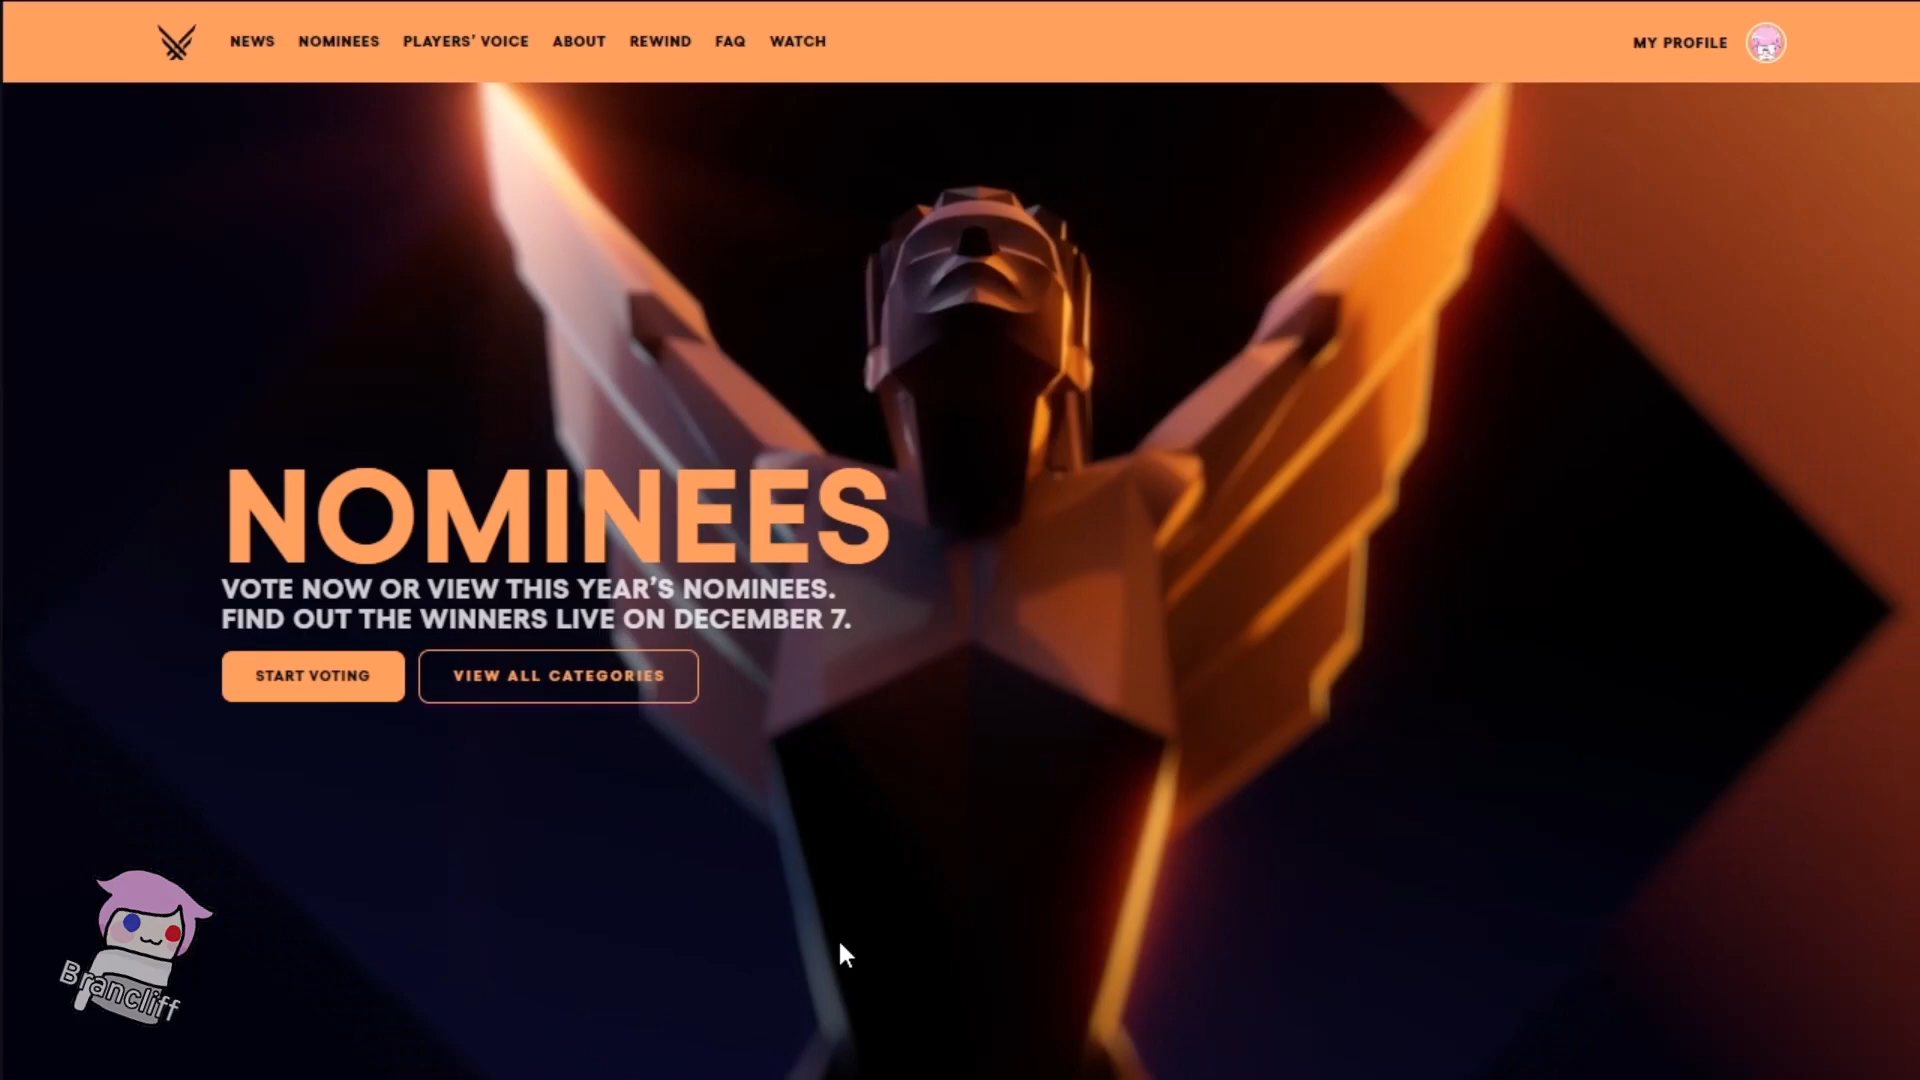 NEWS NOMINEES PLAYERS' VOICE ABOUT REWIND FAQ WATCH MY PROFILE
NOMINEES
VOTE NOW OR VIEW THIS YEAR'S NOMINEES.
FIND OUT THE WINNERS LIVE ON DECEMBER 7.
START VOTING VIEW ALL CATEGORIES
Brancliff